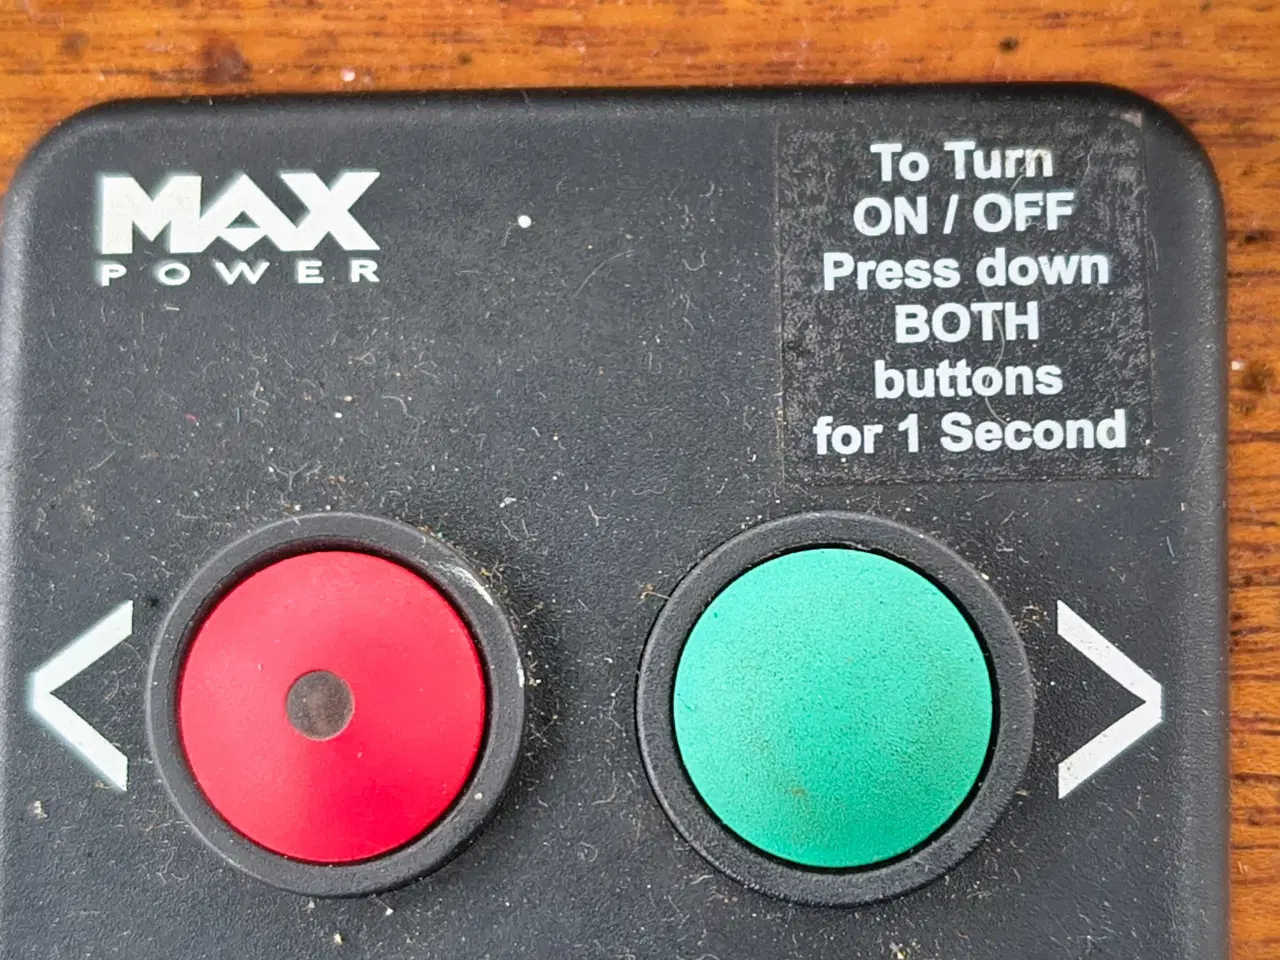 MAX
POWER
To Turn
ON / OFF
Press down
BOTH
buttons
for 1 Second